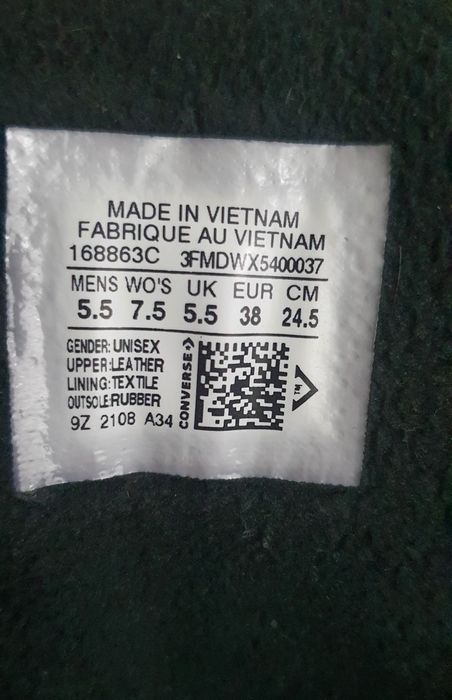 MADE IN VIETNAM
FABRIQUE AU VIETNAM
168863C 3FMDWX5400037
MENS WO'S UK EUR CM
5.5 7.5 5.5 38 24.5
GENDER: UNISEX
UPPER:LEATHER
LINING:TEXTILE
OUTSOLE:RUBBER
9Z 2108 A34
CONVERSE
TM